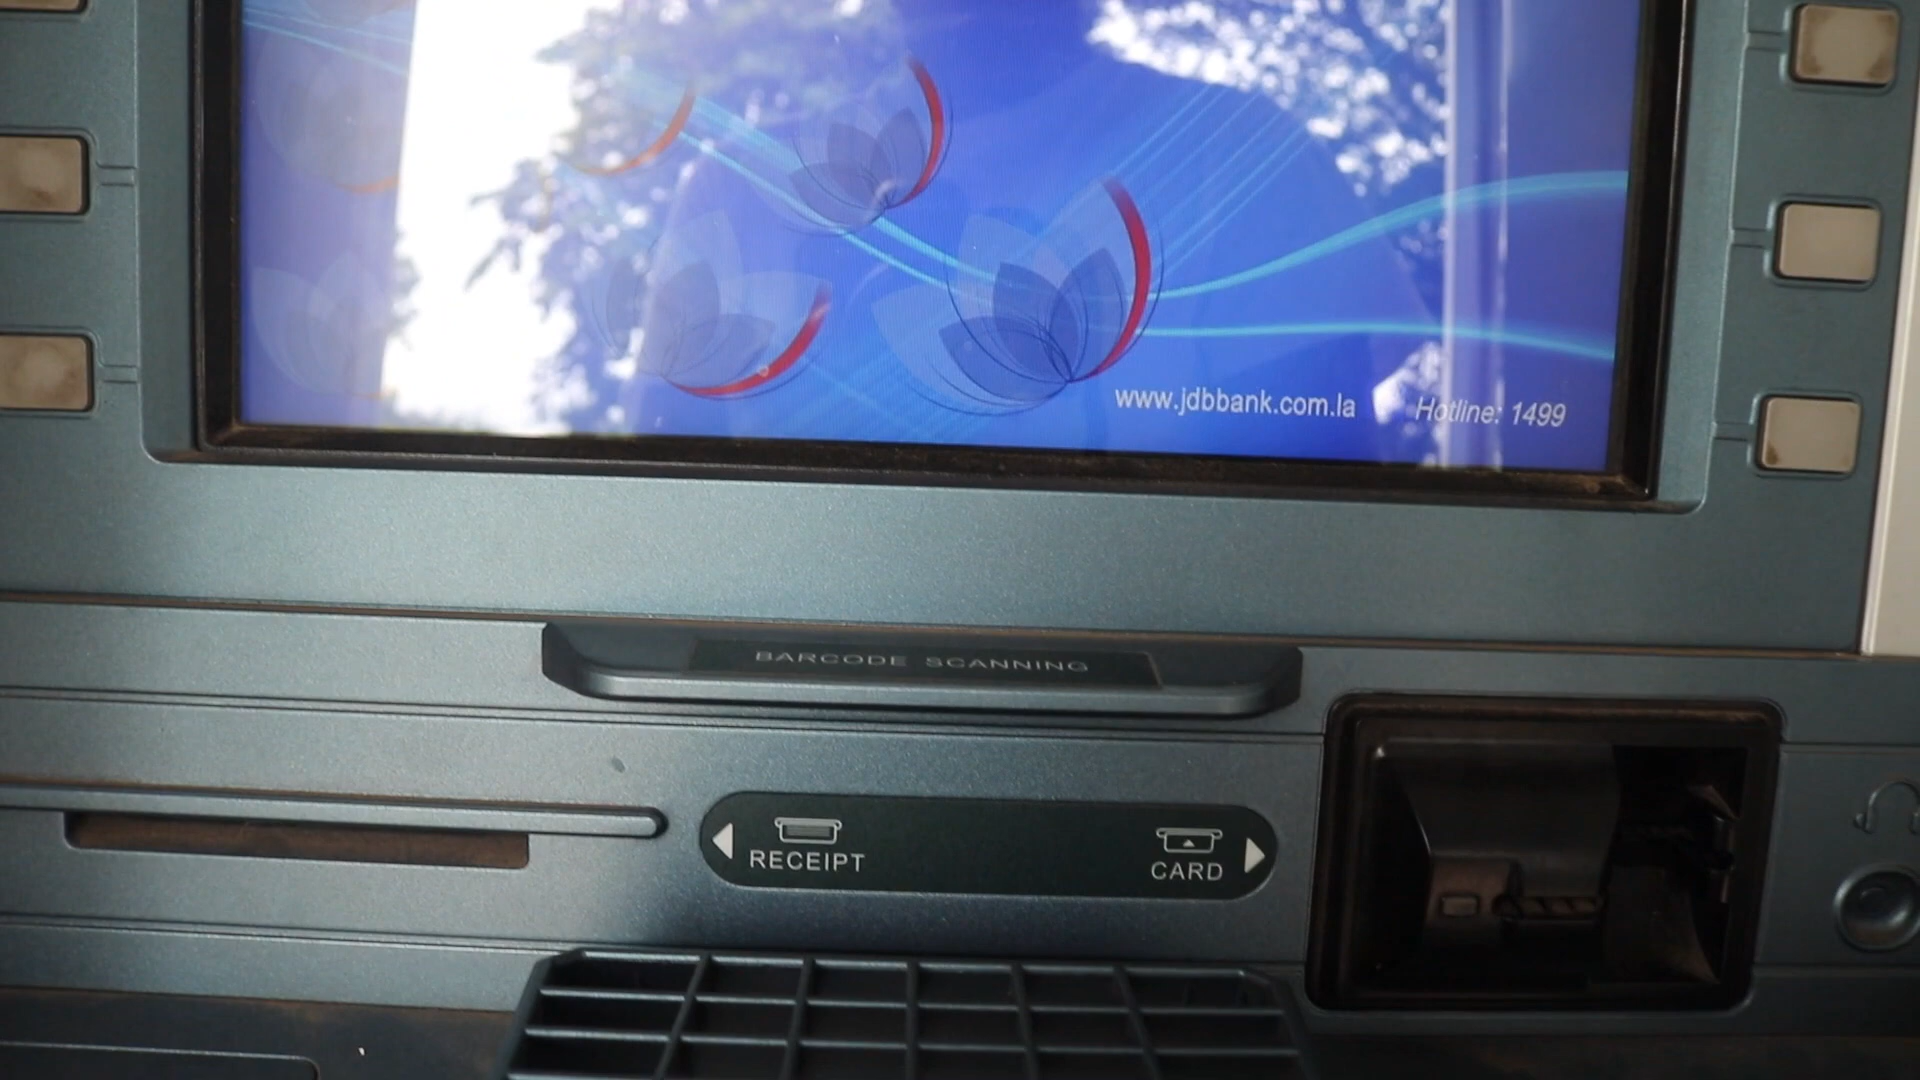 www.jdbbank.com.la
Hotline: 1499
BARCODE SCANNING
RECEIPT
CARD